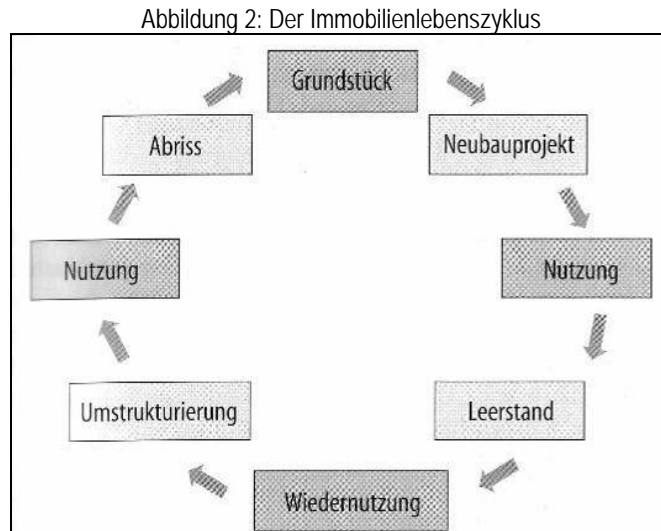 Abbildung 2: Der Immobilienlebenszyklus
Grundstück
Neubauprojekt
Nutzung
Leerstand
Wiedernutzung
Umstrukturierung
Nutzung
Abriss